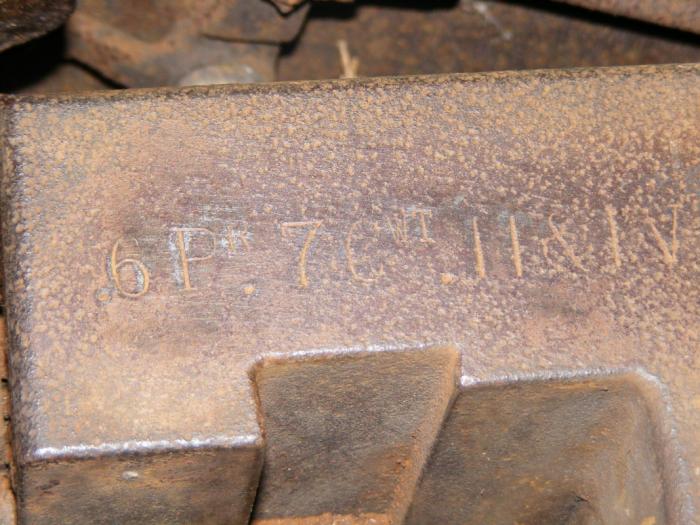 .6 PR. 7 CWT. II & IV